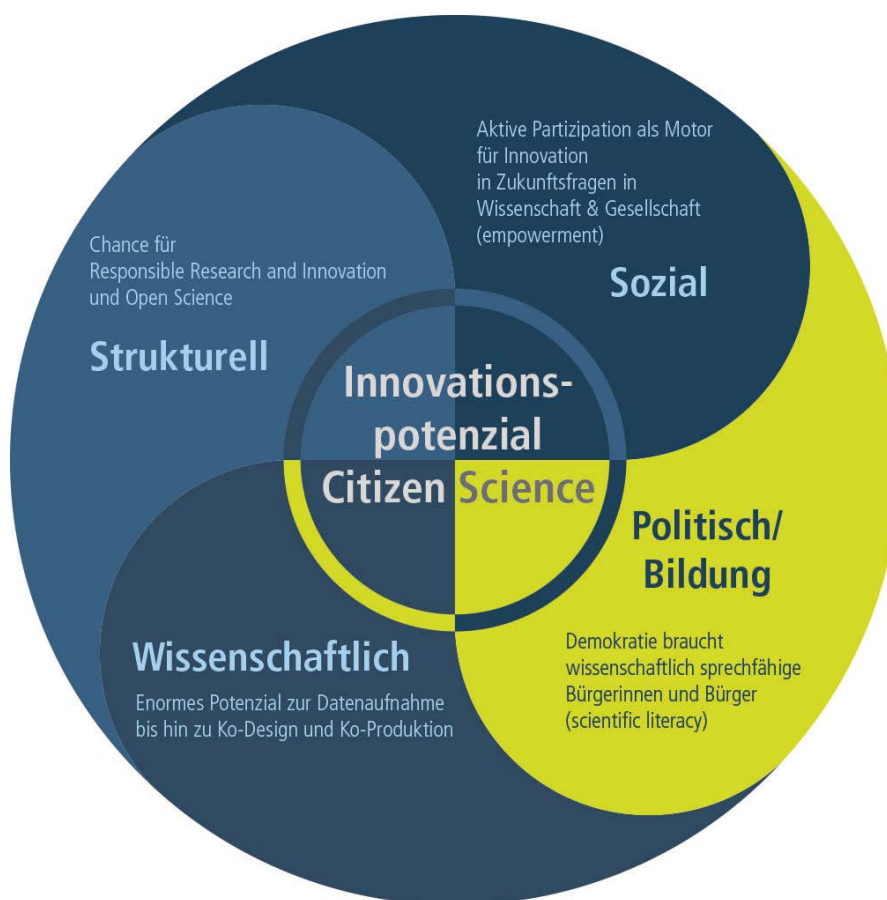 Aktive Partizipation als Motor
für Innovation
in Zukunftsfragen in
Wissenschaft & Gesellschaft
(empowerment)
Sozial
Chance für
Responsible Research and Innovation
und Open Science
Strukturell
Innovations-
potenzial
Citizen Science
Politisch/
Bildung
Demokratie braucht
wissenschaftlich sprechfähige
Bürgerinnen und Bürger
(scientific literacy)
Wissenschaftlich
Enormes Potenzial zur Datenaufnahme
bis hin zu Ko-Design und Ko-Produktion